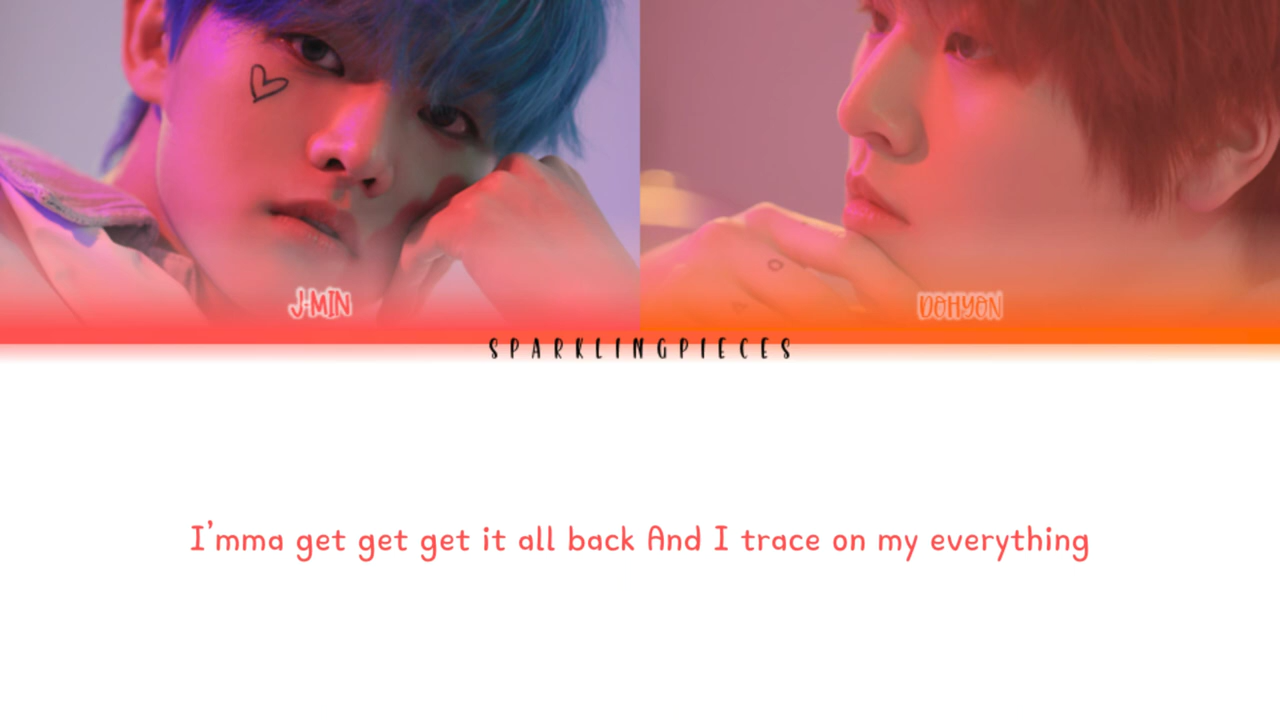 J-MIN
DOHYON
SPARKLINGPIECES
I'mma get get get it all back And I trace on my everything